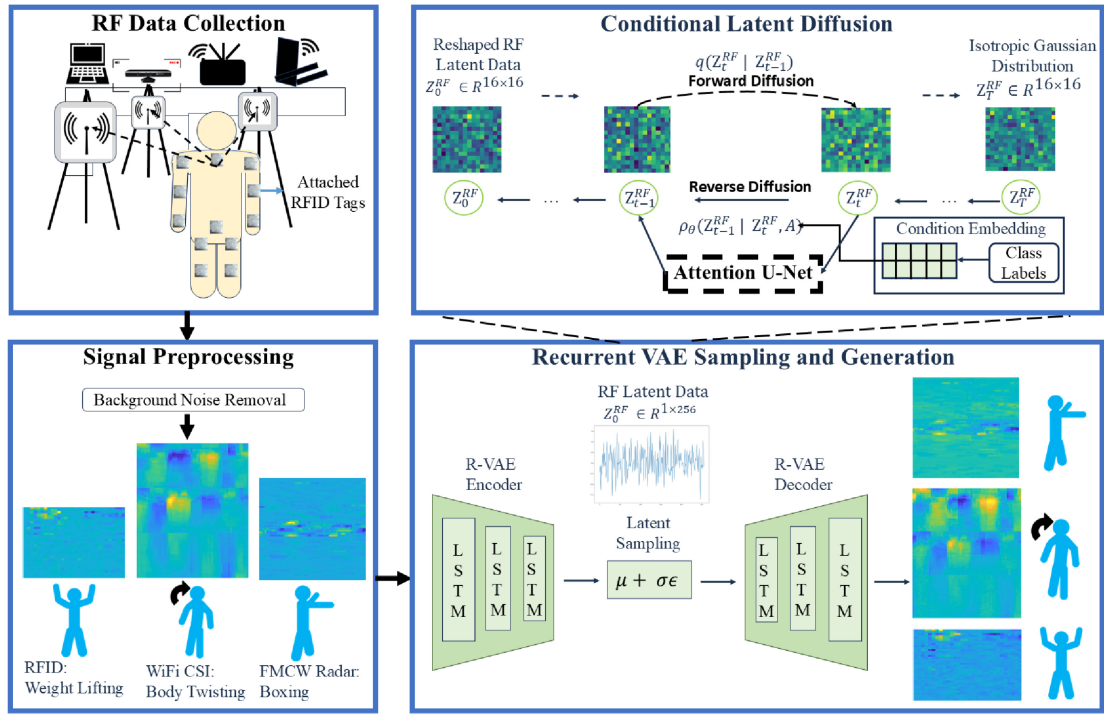 RF Data Collection
Attached
RFID Tags
Conditional Latent Diffusion
Reshaped RF
Latent Data
Z_0^{RF} ∈ R^{16×16}
q(Z_t^{RF} | Z_{t-1}^{RF})
Forward Diffusion
Isotropic Gaussian
Distribution
Z_T^{RF} ∈ R^{16×16}
Reverse Diffusion
Z_0^{RF}
...
Z_{t-1}^{RF}
Z_t^{RF}
...
Z_T^{RF}
ρ_θ(Z_{t-1}^{RF} | Z_t^{RF}, A)
Attention U-Net
Condition Embedding
Class
Labels
Signal Preprocessing
Background Noise Removal
RFID:
Weight Lifting
WiFi CSI:
Body Twisting
FMCW Radar:
Boxing
Recurrent VAE Sampling and Generation
RF Latent Data
Z_0^{RF} ∈ R^{1×256}
R-VAE
Encoder
LSTM
LSTM
LSTM
Latent
Sampling
μ + σϵ
R-VAE
Decoder
LSTM
LSTM
LSTM